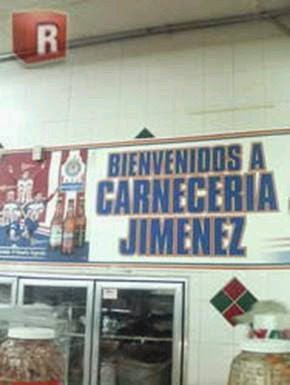 R
BIENVENIDOS A
CARNECERIA
JIMENEZ